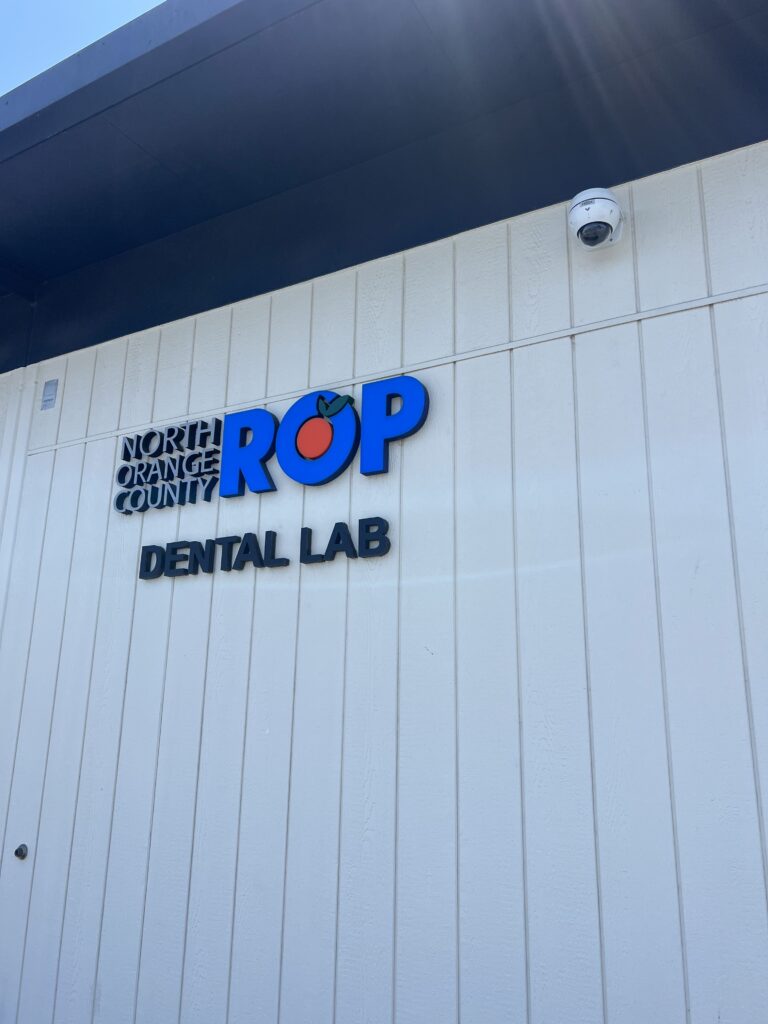 NORTH
ORANGE
COUNTY
ROP
DENTAL LAB